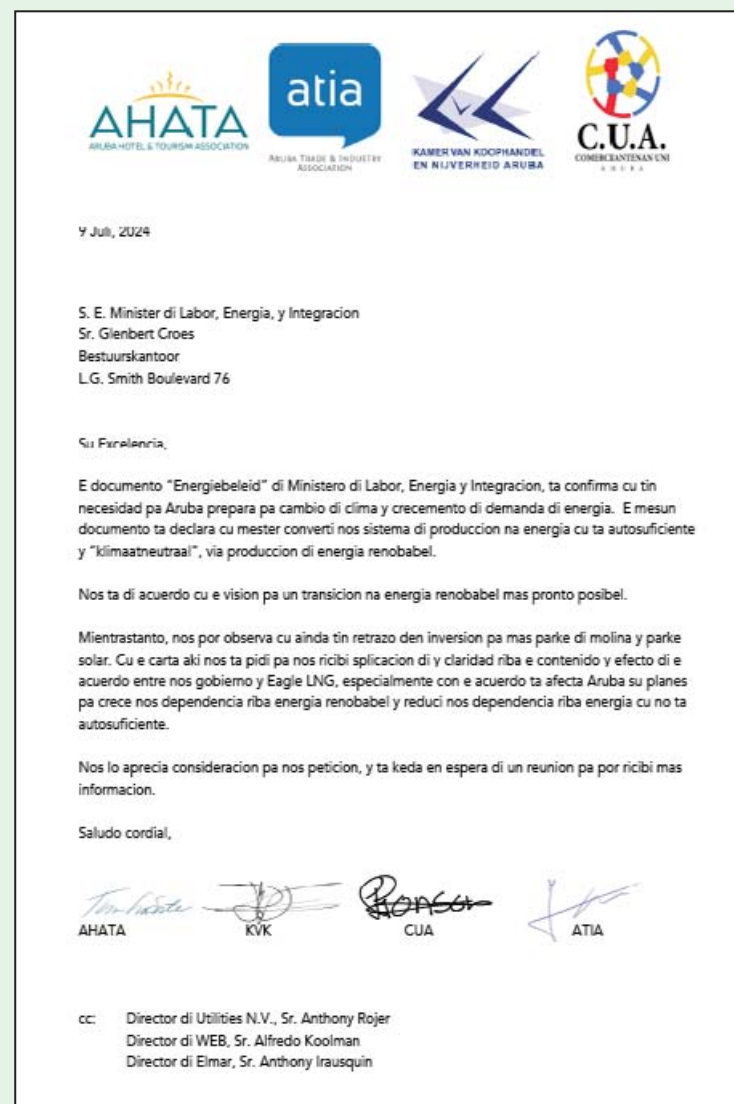 AHATA
ARUBA HOTEL & TOURISM ASSOCIATION
atia
ARUBA TRADE & INDUSTRY
ASSOCIATION
KAMER VAN KOOPHANDEL
EN NIJVERHEID ARUBA
C.U.A.
COMERCIANTENAN UNI
ARUBA
9 Juli, 2024
S. E. Minister di Labor, Energia, y Integracion
Sr. Glenbert Croes
Bestuurskantoor
L.G. Smith Boulevard 76
Su Excelencia,
E documento "Energiebeleid" di Ministero di Labor, Energia y Integracion, ta confirma cu tin
necesidad pa Aruba prepara pa cambio di clima y crecemento di demanda di energia. E mesun
documento ta declara cu mester converti nos sistema di produccion na energia cu ta autosuficiente
y "klimaatneutraal", via produccion di energia renobabel.
Nos ta di acuerdo cu e vision pa un transicion na energia renobabel mas pronto posibel.
Mientrastanto, nos por observa cu ainda tin retrazo den inversion pa mas parke di molina y parke
solar. Cu e carta aki nos ta pidi pa nos ricibi splicacion di y claridad riba e contenido y efecto di e
acuerdo entre nos gobierno y Eagle LNG, especialmente con e acuerdo ta afecta Aruba su planes
pa crece nos dependencia riba energia renobabel y reduci nos dependencia riba energia cu no ta
autosuficiente.
Nos lo aprecia consideracion pa nos peticion, y ta keda en espera di un reunion pa por ricibi mas
informacion.
Saludo cordial,
AHATA KVK CUA ATIA
cc: Director di Utilities N.V., Sr. Anthony Rojer
Director di WEB, Sr. Alfredo Koolman
Director di Elmar, Sr. Anthony Irausquin